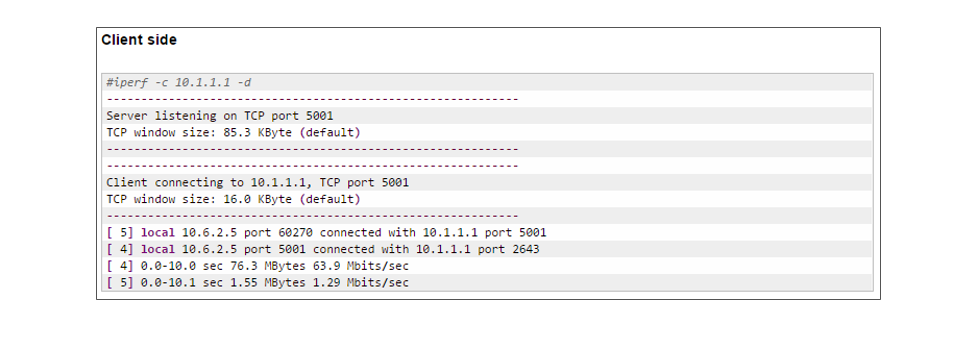 Client side
#iperf -c 10.1.1.1 -d
------------------------------------------------------------
Server listening on TCP port 5001
TCP window size: 85.3 KByte (default)
------------------------------------------------------------
------------------------------------------------------------
Client connecting to 10.1.1.1, TCP port 5001
TCP window size: 16.0 KByte (default)
------------------------------------------------------------
[ 5] local 10.6.2.5 port 60270 connected with 10.1.1.1 port 5001
[ 4] local 10.6.2.5 port 5001 connected with 10.1.1.1 port 2643
[ 4] 0.0-10.0 sec 76.3 MBytes 63.9 Mbits/sec
[ 5] 0.0-10.1 sec 1.55 MBytes 1.29 Mbits/sec